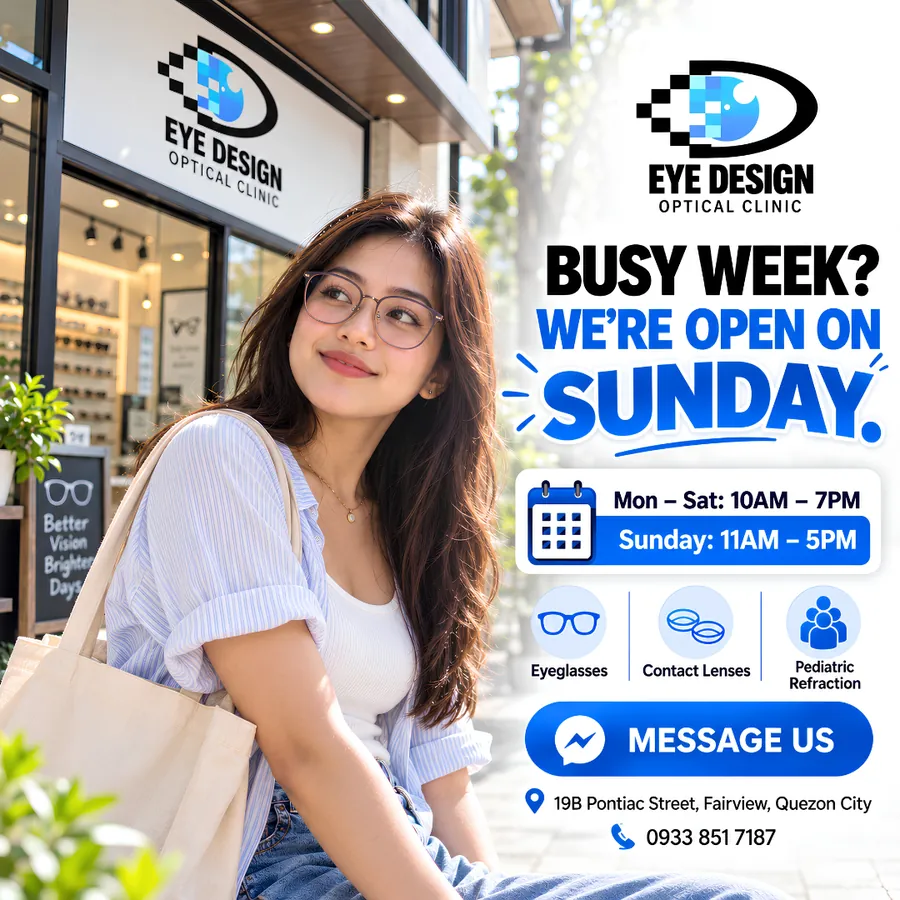 EYE DESIGN
OPTICAL CLINIC
EYE DESIGN
OPTICAL CLINIC
BUSY WEEK?
WE'RE OPEN ON
SUNDAY.
Mon – Sat: 10AM – 7PM
Sunday: 11AM – 5PM
Eyeglasses
Contact Lenses
Pediatric
Refraction
MESSAGE US
19B Pontiac Street, Fairview, Quezon City
0933 851 7187
Better
Vision
Brighter
Days